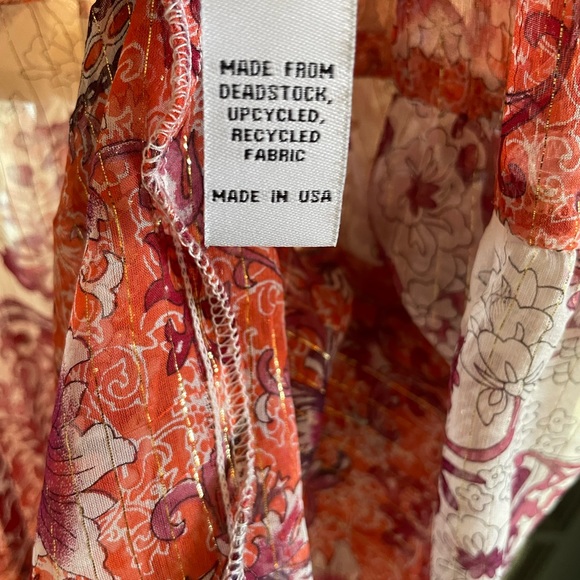 MADE FROM
DEADSTOCK,
UPCYCLED,
RECYCLED
FABRIC
MADE IN USA